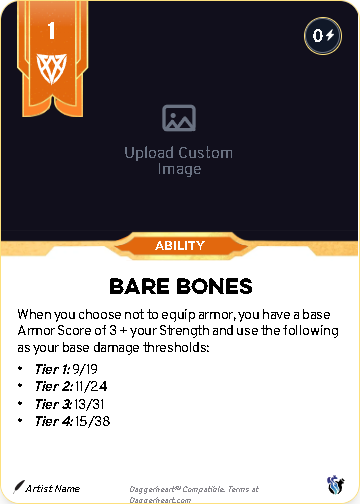 1
0
Upload Custom
Image
ABILITY
BARE BONES
When you choose not to equip armor, you have a base
Armor Score of 3 + your Strength and use the following
as your base damage thresholds:
• Tier 1: 9/19
• Tier 2: 11/24
• Tier 3: 13/31
• Tier 4: 15/38
Artist Name
Daggerheart™ Compatible. Terms at
Daggerheart.com